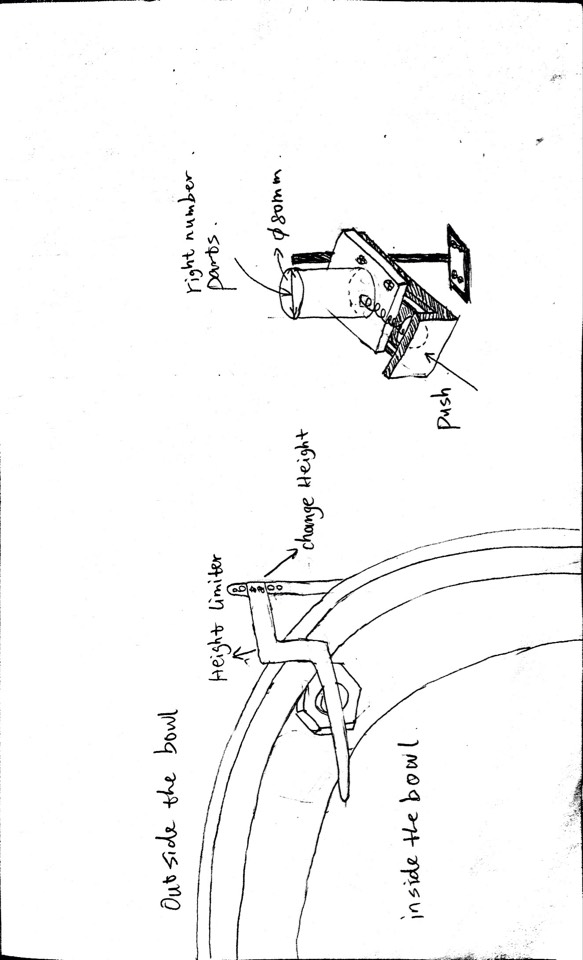 Outside the bowl
Height limiter
change Height
inside the bowl
right number
parts.
ϕ80mm.
push